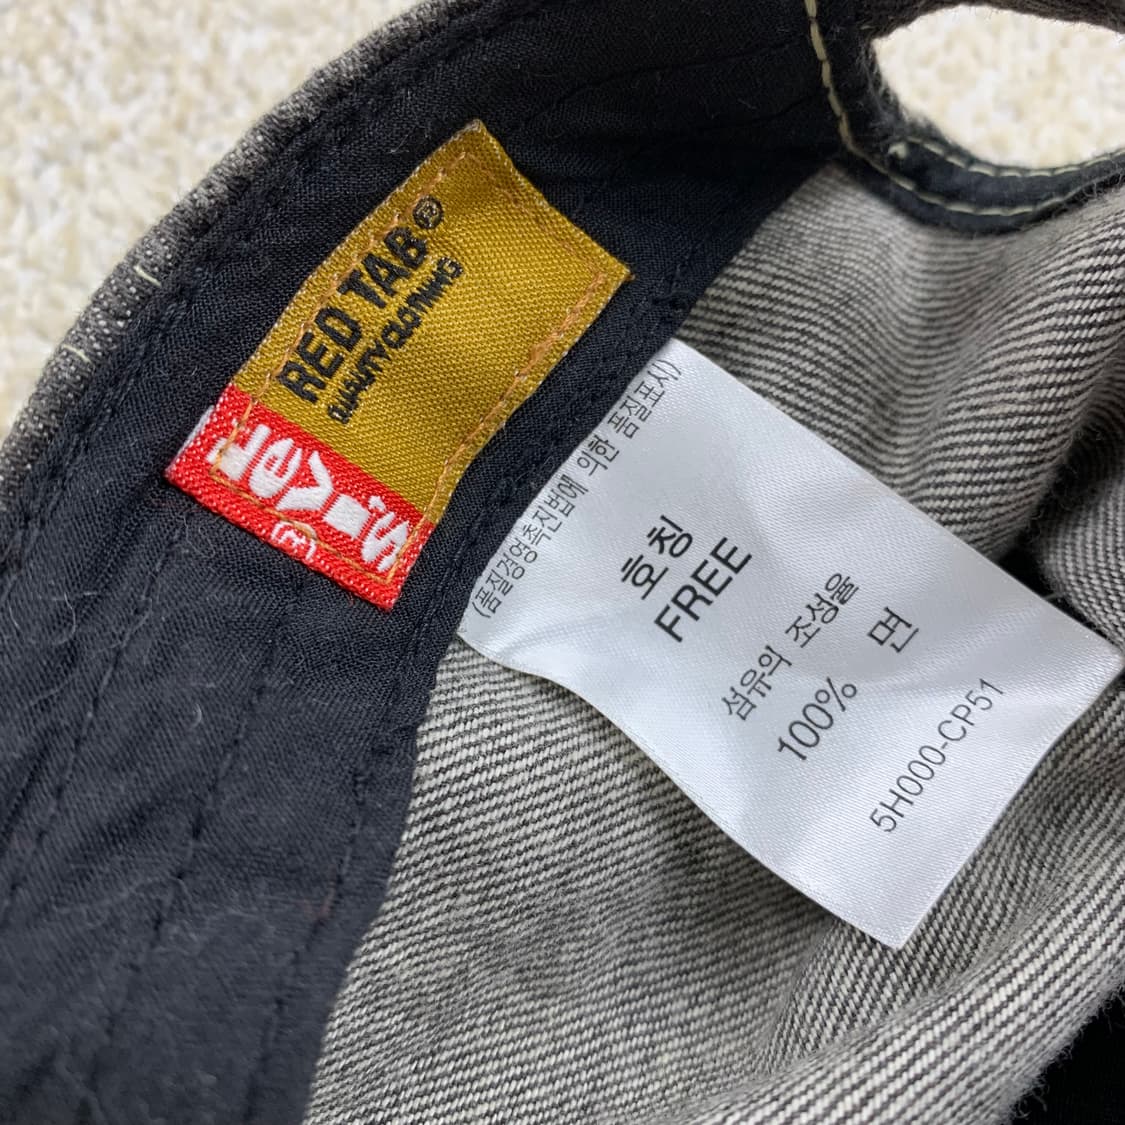 RED TAB®
QUALITY CLOTHING
LEVI'S
®
(품질경영촉진법에 의한 품질표시)
호칭
FREE
섬유의 조성율
100% 면
5H000-CP51